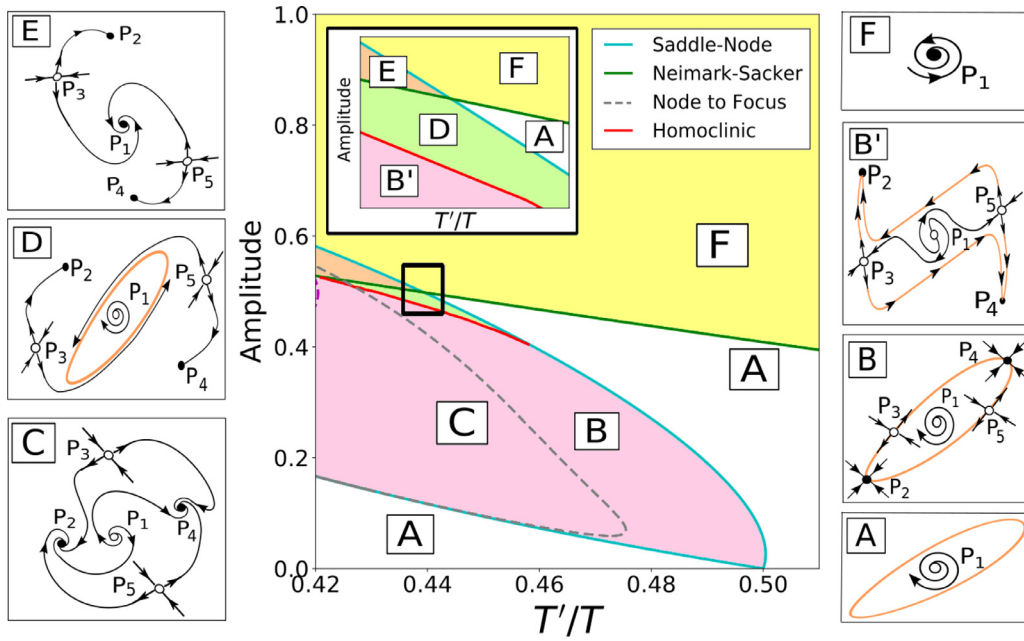 E
P₂
P₃
P₁
P₄
P₅
D
P₂
P₁
P₅
P₃
P₄
C
P₃
P₂
P₁
P₄
P₅
Amplitude
1.0
0.8
0.6
0.4
0.2
0.0
0.42
0.44
0.46
0.48
0.50
T'/T
Amplitude
E
F
D
A
B'
T'/T
Saddle-Node
Neimark-Sacker
Node to Focus
Homoclinic
F
A
C
B
A
F
P₁
B'
P₂
P₅
P₁
P₃
P₄
B
P₄
P₃
P₁
P₅
P₂
A
P₁